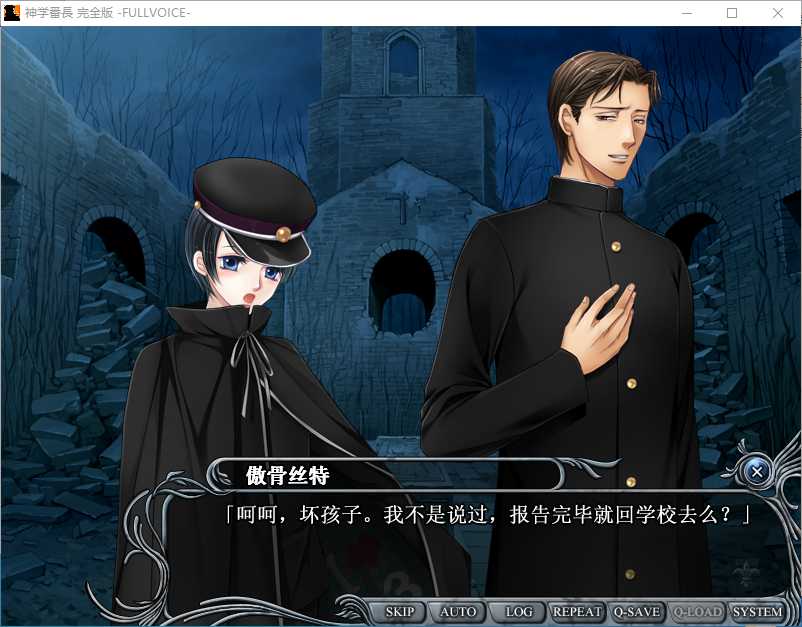 神学番長 完全版 -FULLVOICE-
傲骨丝特
「呵呵，坏孩子。我不是说过，报告完毕就回学校去么？」
SKIP
AUTO
LOG
REPEAT
Q-SAVE
Q-LOAD
SYSTEM